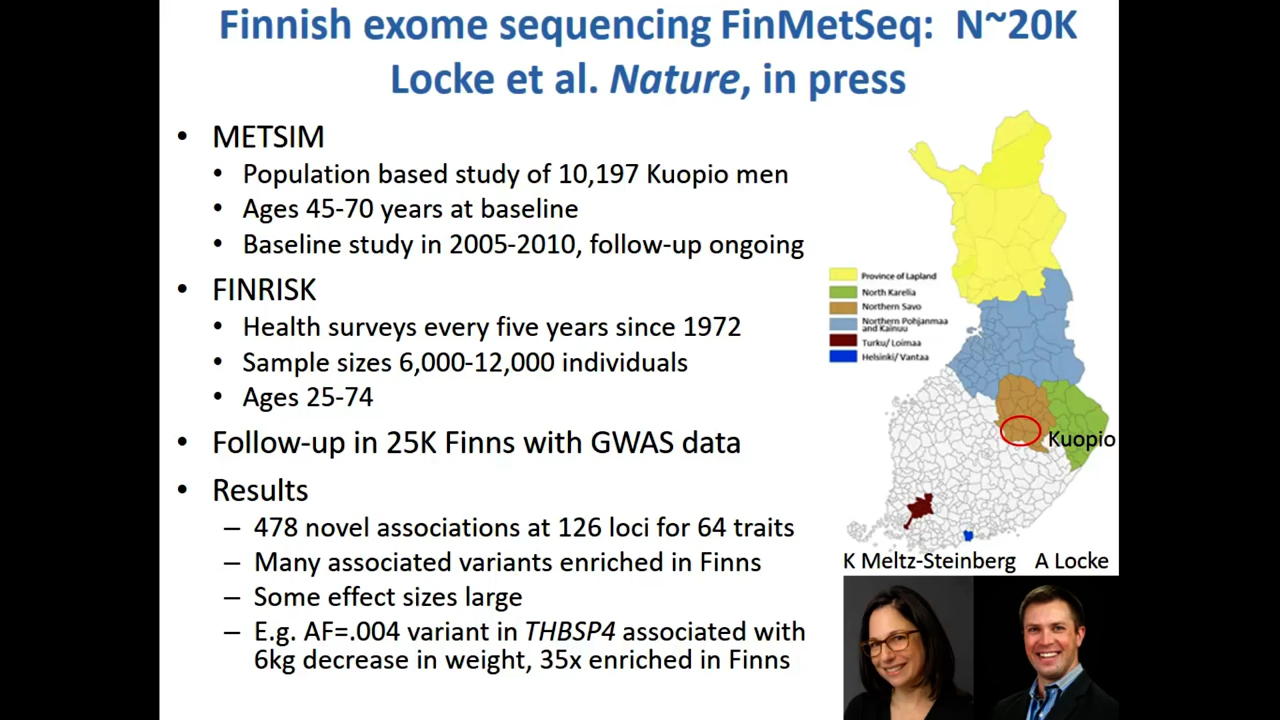 Finnish exome sequencing FinMetSeq: N~20K
Locke et al. Nature, in press
• METSIM
• Population based study of 10,197 Kuopio men
• Ages 45-70 years at baseline
• Baseline study in 2005-2010, follow-up ongoing
• FINRISK
• Health surveys every five years since 1972
• Sample sizes 6,000-12,000 individuals
• Ages 25-74
• Follow-up in 25K Finns with GWAS data
• Results
– 478 novel associations at 126 loci for 64 traits
– Many associated variants enriched in Finns
– Some effect sizes large
– E.g. AF=.004 variant in THBSP4 associated with
6kg decrease in weight, 35x enriched in Finns
Province of Lapland
North Karelia
Northern Savo
Northern Pohjanmaa
and Kainuu
Turku/ Loimaa
Helsinki/ Vantaa
Kuopio
K Meltz-Steinberg A Locke